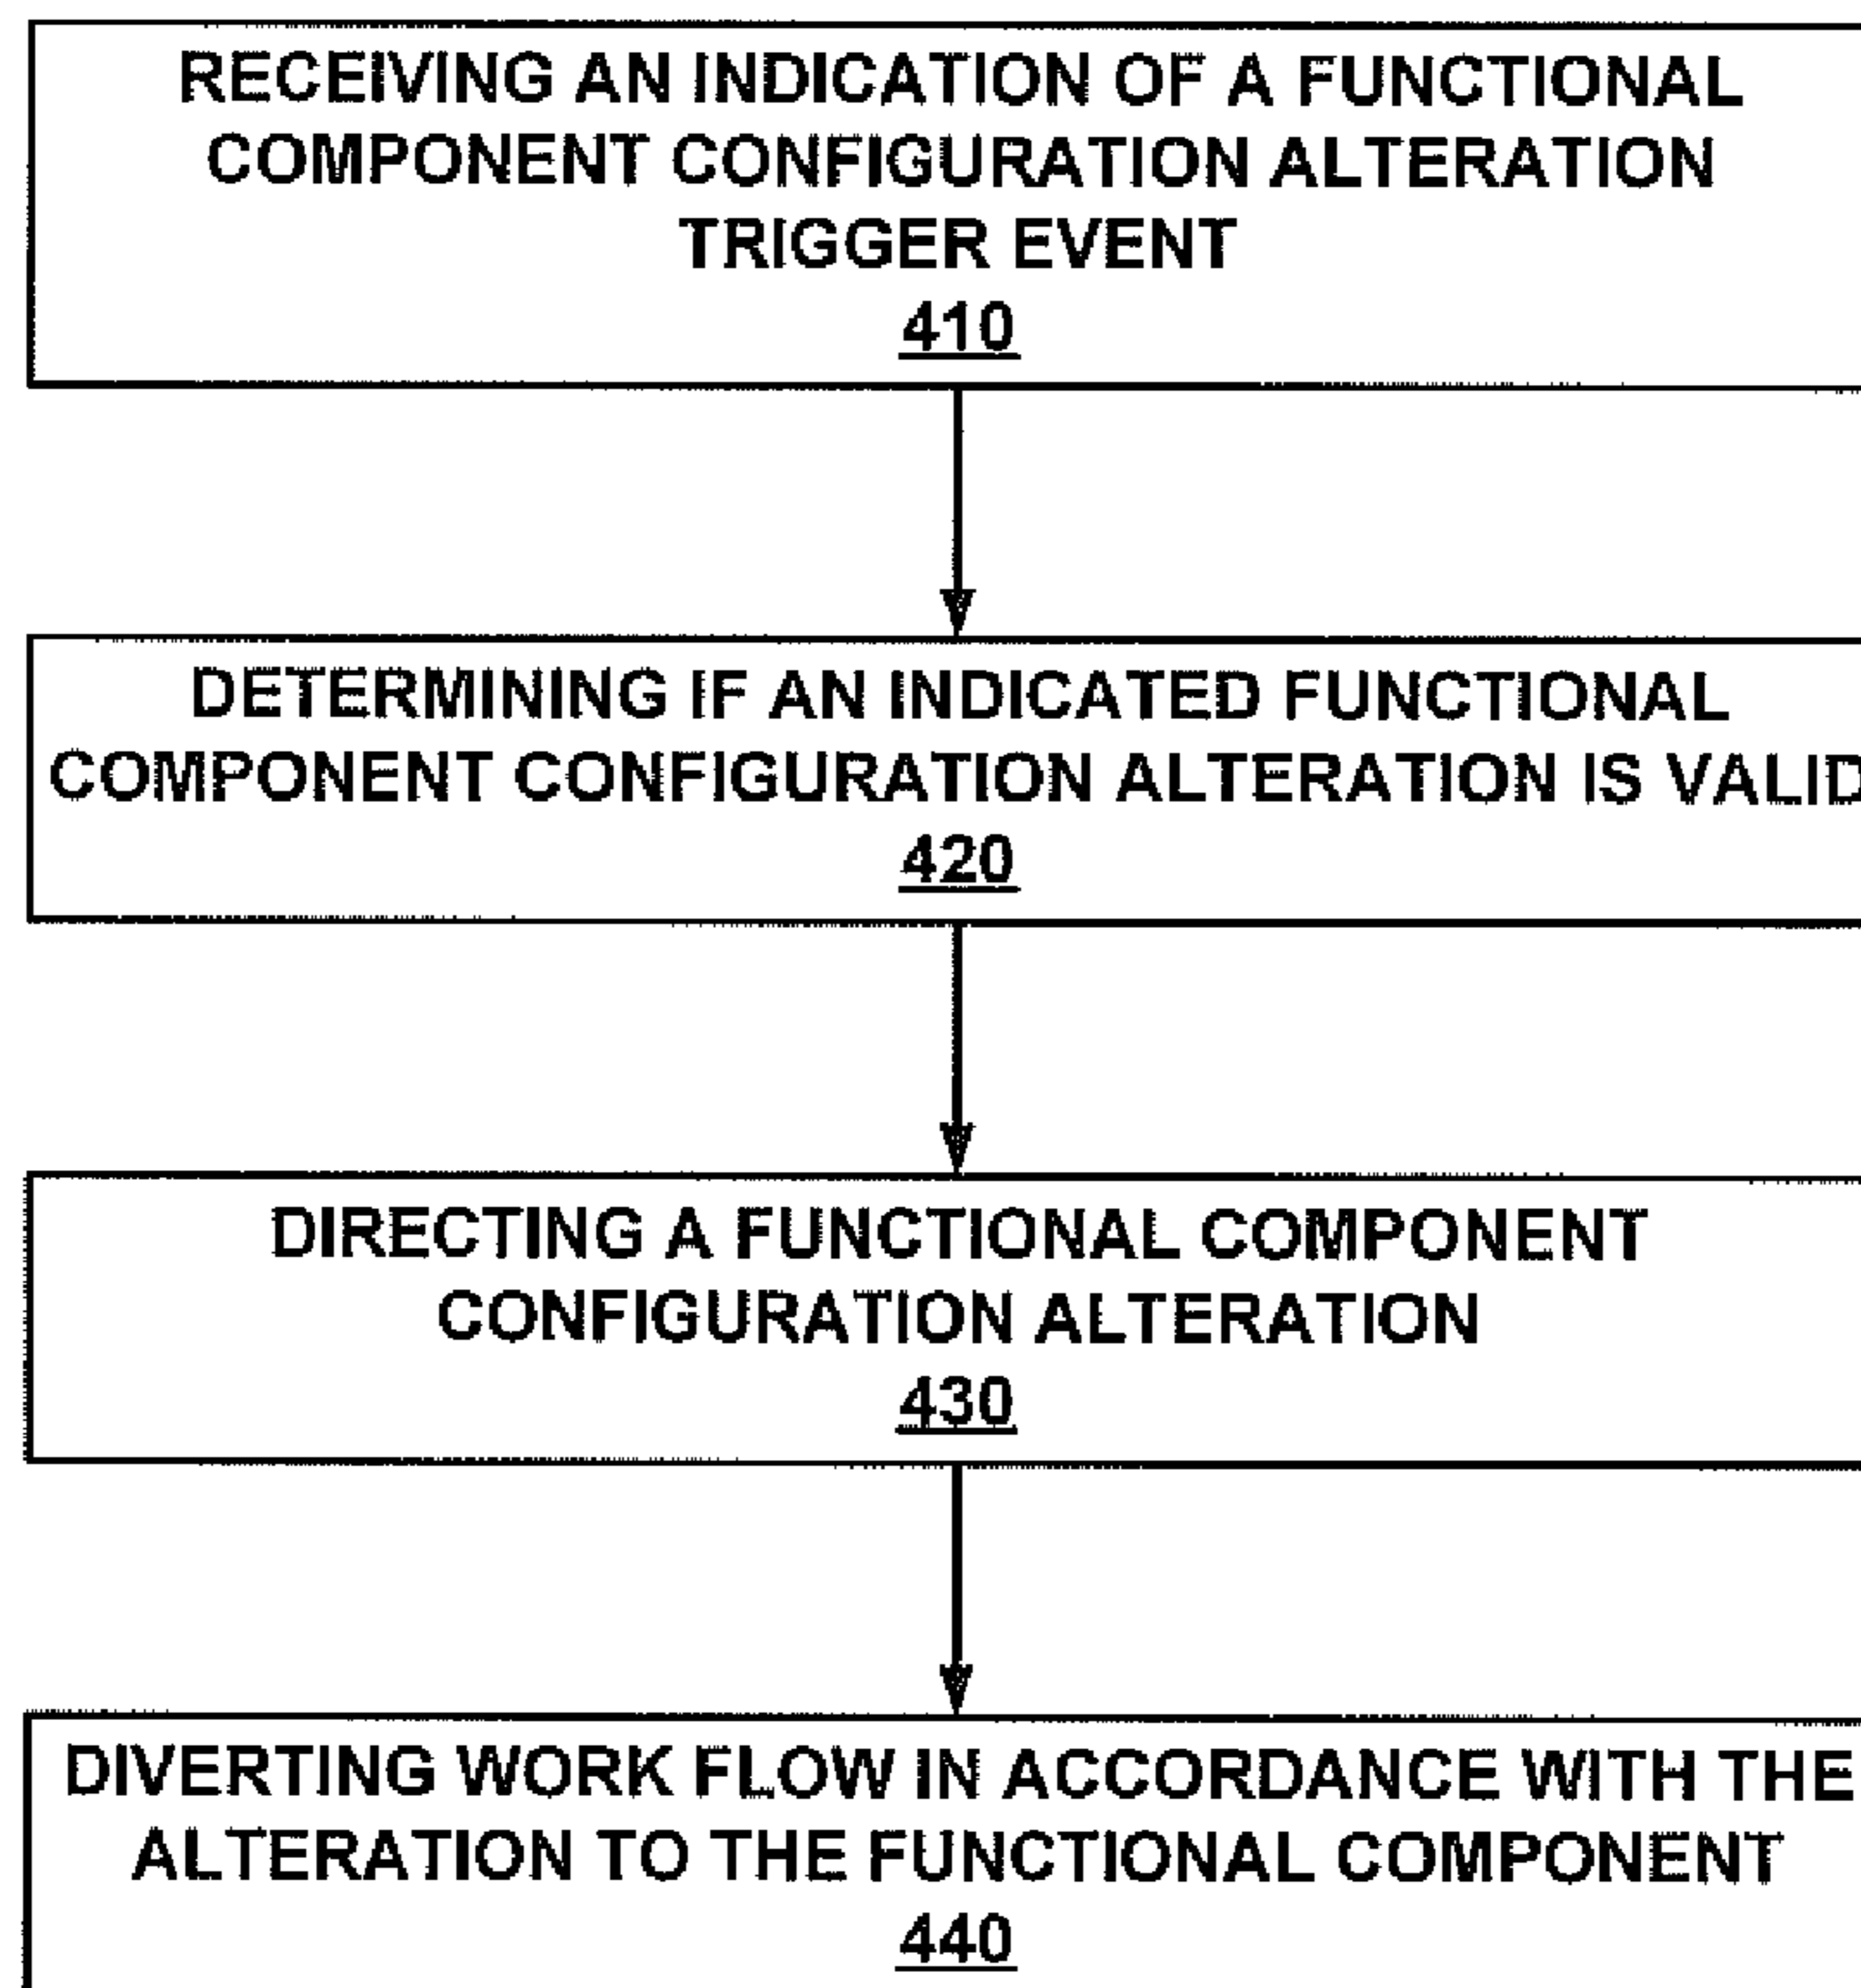 RECEIVING AN INDICATION OF A FUNCTIONAL
COMPONENT CONFIGURATION ALTERATION
TRIGGER EVENT
410
DETERMINING IF AN INDICATED FUNCTIONAL
COMPONENT CONFIGURATION ALTERATION IS VALID
420
DIRECTING A FUNCTIONAL COMPONENT
CONFIGURATION ALTERATION
430
DIVERTING WORK FLOW IN ACCORDANCE WITH THE
ALTERATION TO THE FUNCTIONAL COMPONENT
440